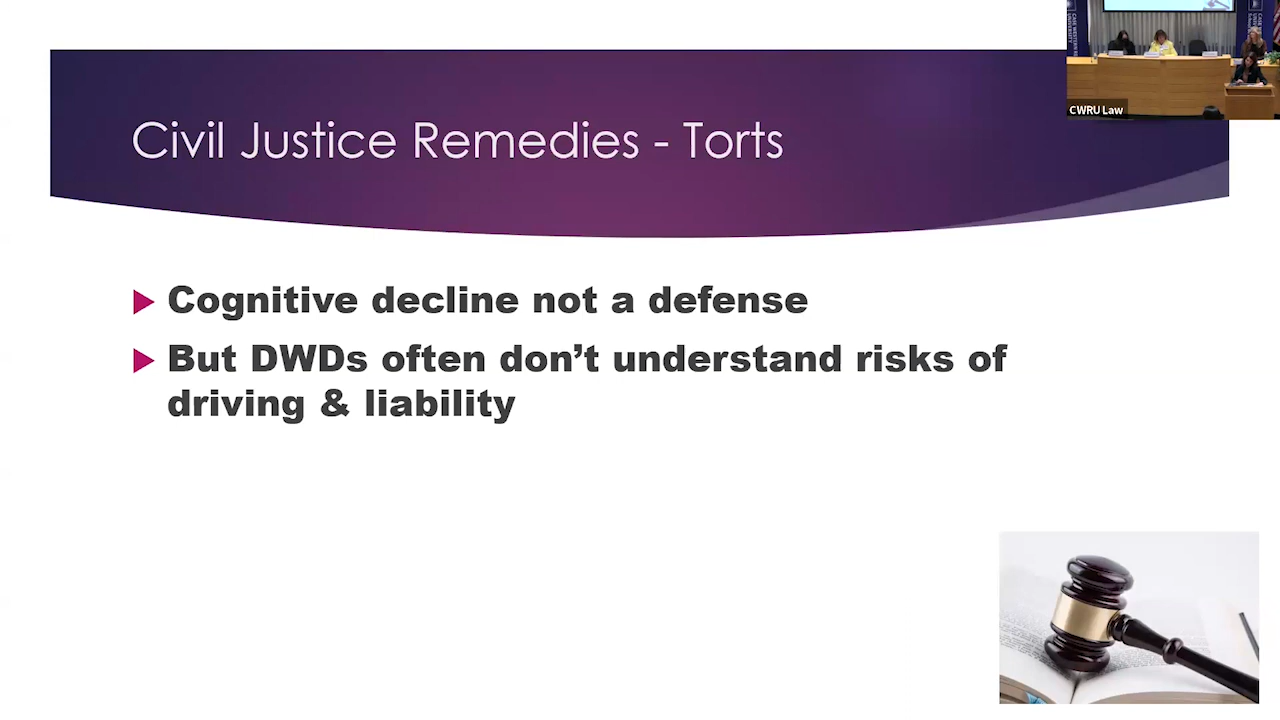 Civil Justice Remedies - Torts
CWRU Law
Cognitive decline not a defense
But DWDs often don’t understand risks of
driving & liability